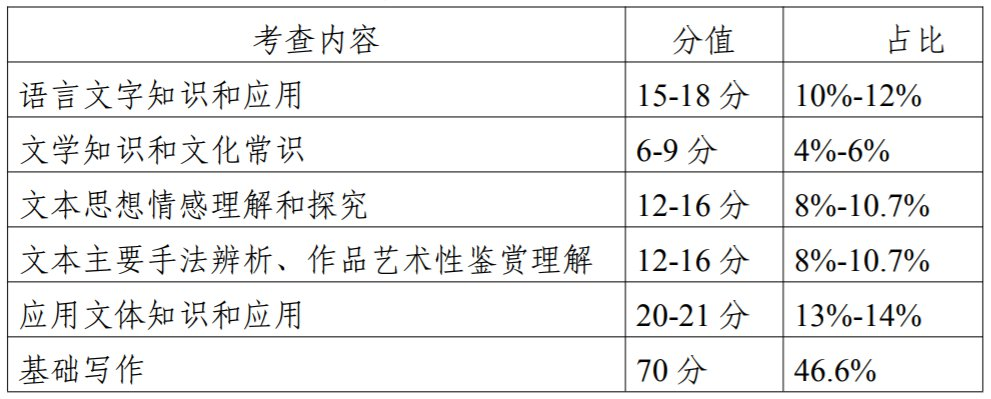 考查内容 分值 占比
语言文字知识和应用 15-18 分 10%-12%
文学知识和文化常识 6-9 分 4%-6%
文本思想情感理解和探究 12-16 分 8%-10.7%
文本主要手法辨析、作品艺术性鉴赏理解 12-16 分 8%-10.7%
应用文体知识和应用 20-21 分 13%-14%
基础写作 70 分 46.6%